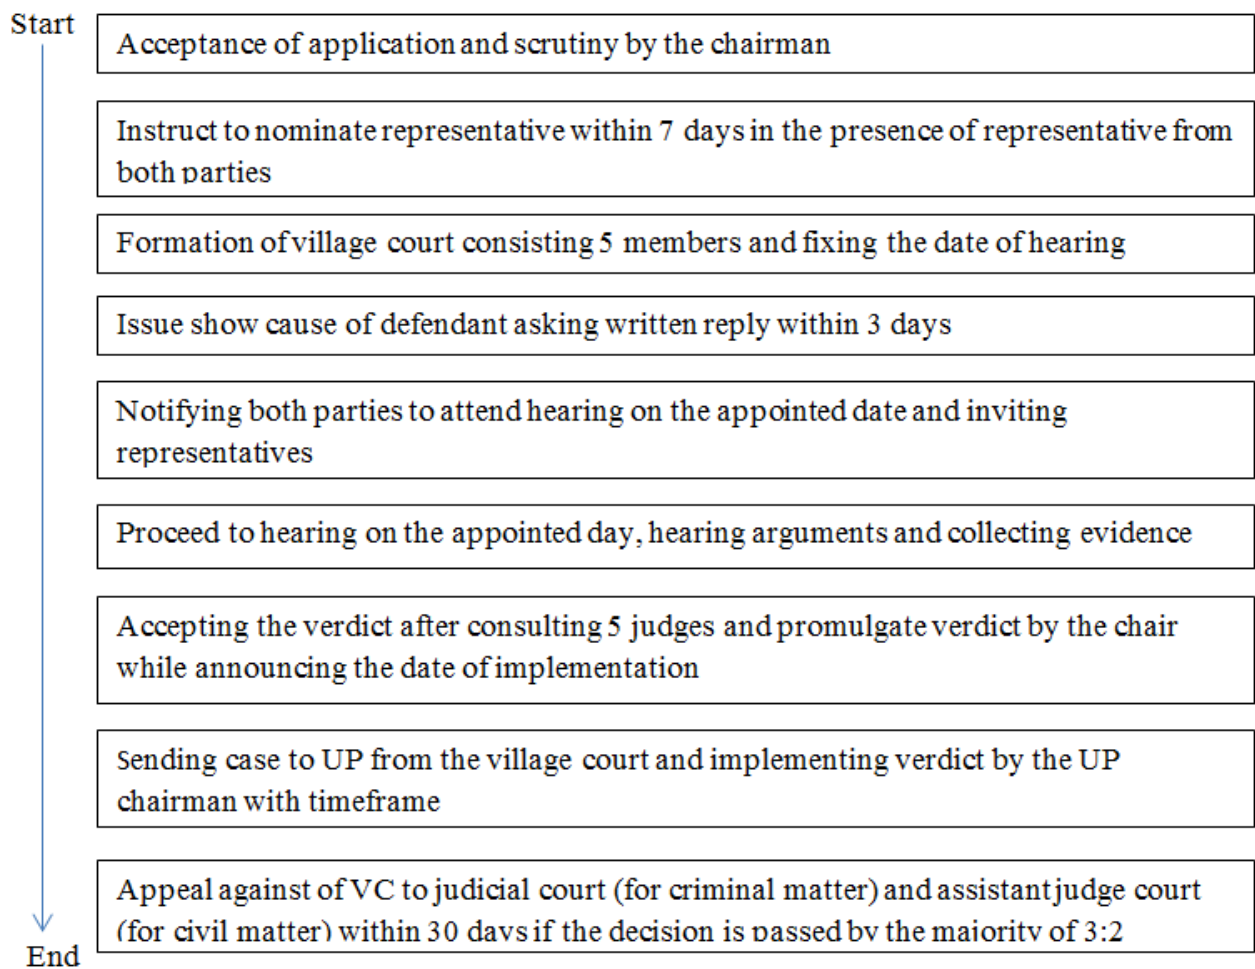 Start
Acceptance of application and scrutiny by the chairman
Instruct to nominate representative within 7 days in the presence of representative from
both parties
Formation of village court consisting 5 members and fixing the date of hearing
Issue show cause of defendant asking written reply within 3 days
Notifying both parties to attend hearing on the appointed date and inviting
representatives
Proceed to hearing on the appointed day, hearing arguments and collecting evidence
Accepting the verdict after consulting 5 judges and promulgate verdict by the chair
while announcing the date of implementation
Sending case to UP from the village court and implementing verdict by the UP
chairman with timeframe
Appeal against of VC to judicial court (for criminal matter) and assistant judge court
(for civil matter) within 30 days if the decision is passed by the majority of 3:2
End